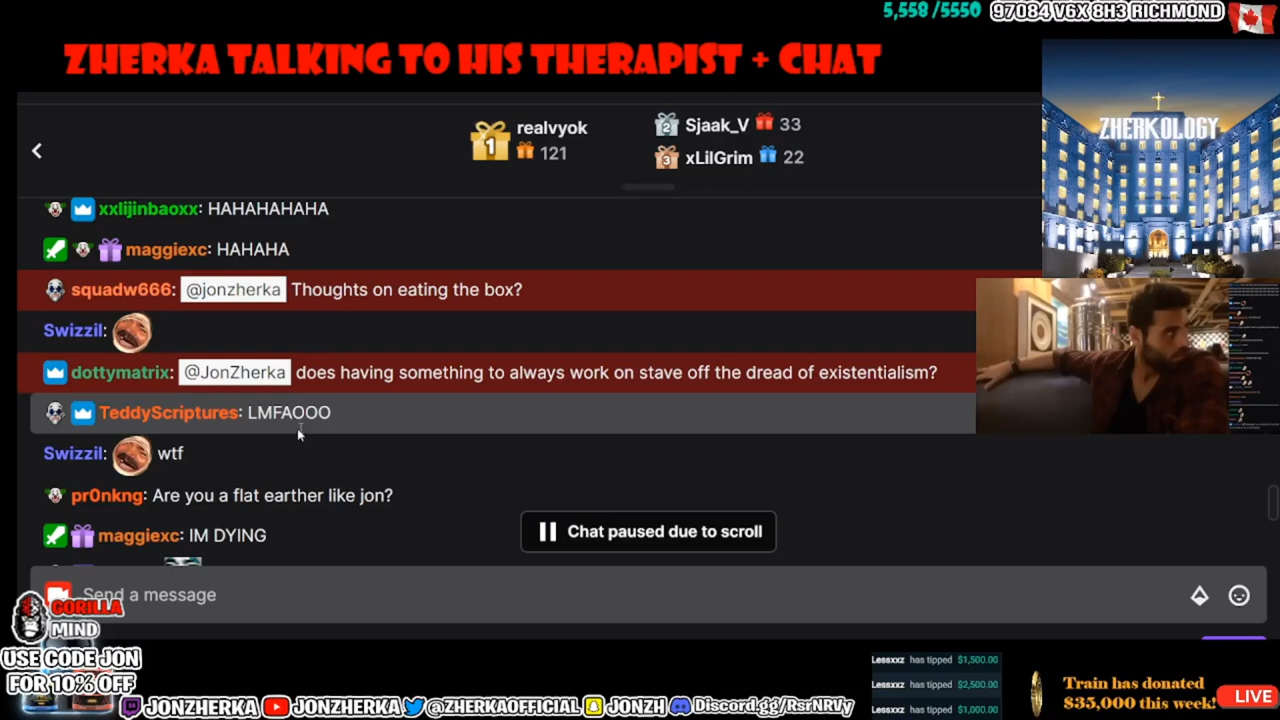 5,558 /5550
97084 V6X 8H3 RICHMOND
ZHERKA TALKING TO HIS THERAPIST + CHAT
ZHERKOLOGY
1 realvyok
121
2 Sjaak_V 33
3 xLilGrim 22
xxlijinbaoxx: HAHAHAHAHA
maggiexc: HAHAHA
squadw666: @jonzherka Thoughts on eating the box?
Swizzil:
dottymatrix: @JonZherka does having something to always work on stave off the dread of existentialism?
TeddyScriptures: LMFAOOO
Swizzil: wtf
pr0nkng: Are you a flat earther like jon?
maggiexc: IM DYING
Chat paused due to scroll
Send a message
GORILLA
MIND
USE CODE JON
FOR 10% OFF
JONZHERKA JONZHERKA @ZHERKAOFFICIAL JONZH Discord.gg/RsrNRVy
Lessxxz has tipped $1,500.00
Lessxxz has tipped $2,500.00
Lessxxz has tipped $1,000.00
Train has donated
$35,000 this week!
LIVE